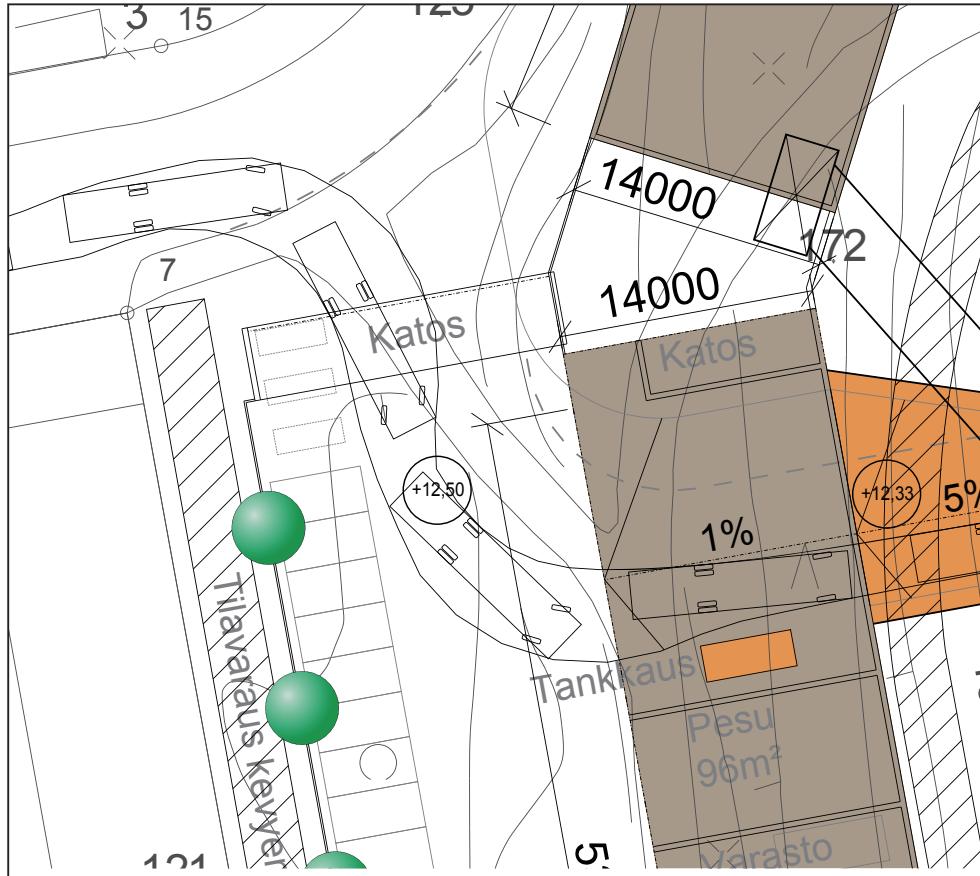 3
15
14000
172
7
14000
Katos
Katos
+12,50
+12,33
5%
1%
Tilavaraus kevyer
Tankkaus
Pesu
96m²
Varasto